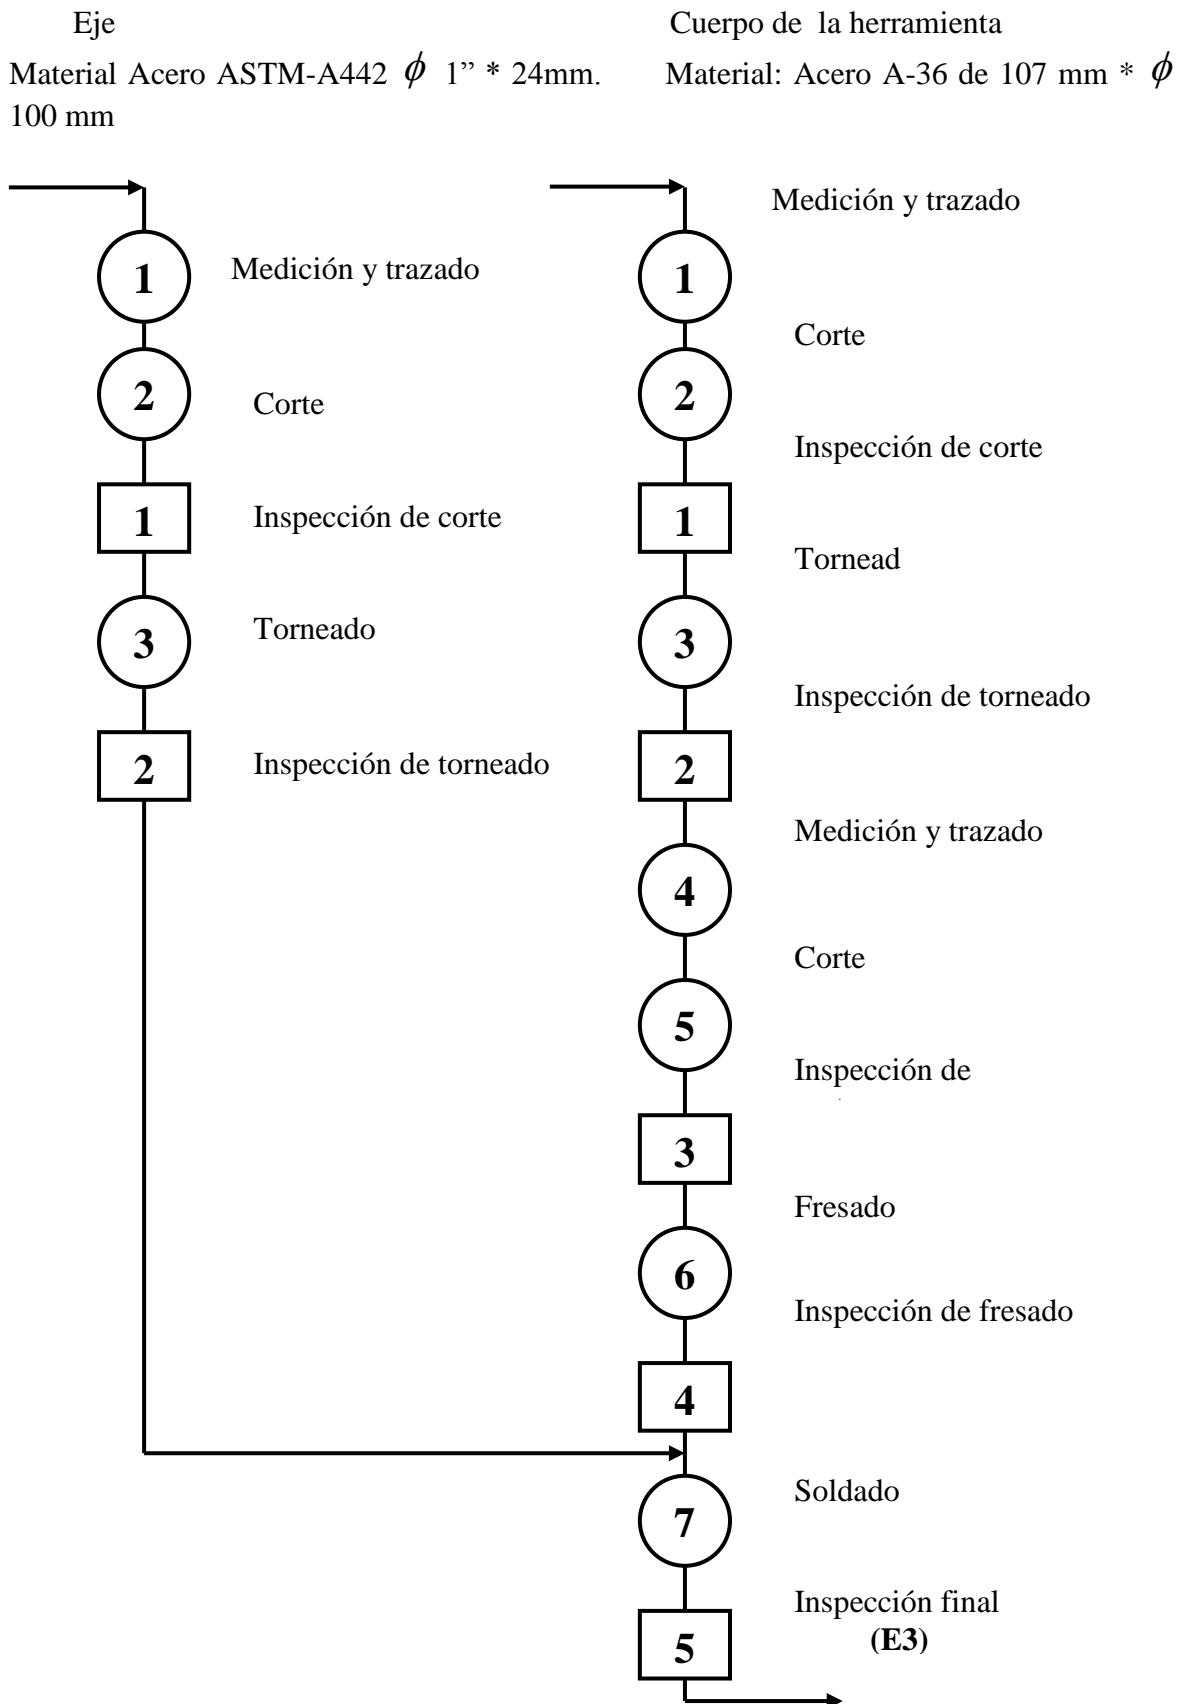 Eje
Cuerpo de la herramienta
Material Acero ASTM-A442 ϕ 1” * 24mm.
Material: Acero A-36 de 107 mm * ϕ
100 mm
Medición y trazado
1
Medición y trazado
1
Corte
2
Corte
2
Inspección de corte
1
Inspección de corte
1
Tornead
3
Torneado
3
Inspección de torneado
2
Inspección de torneado
2
Medición y trazado
4
Corte
5
Inspección de
3
Fresado
6
Inspección de fresado
4
Soldado
7
Inspección final
(E3)
5